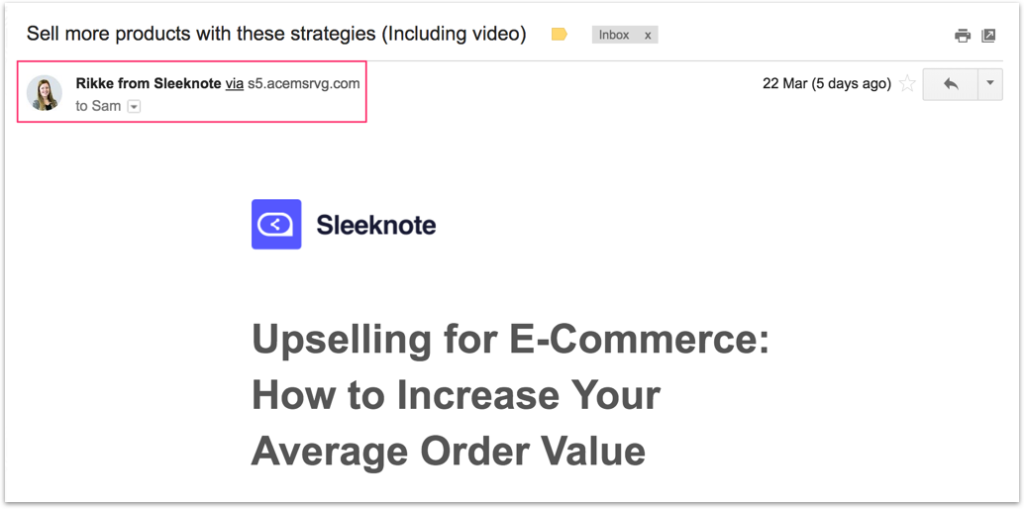 Sell more products with these strategies (Including video)
Inbox x
Rikke from Sleeknote via s5.acemsrvg.com
22 Mar (5 days ago)
to Sam
Sleeknote
Upselling for E-Commerce:
How to Increase Your
Average Order Value